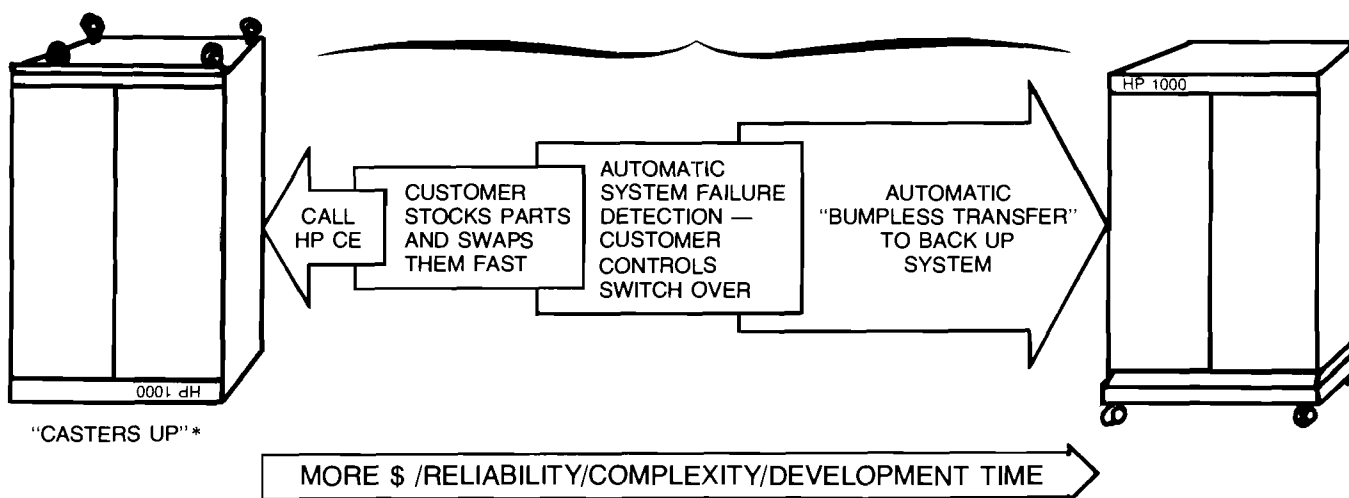 HP 1000
CALL
HP CE
CUSTOMER
STOCKS PARTS
AND SWAPS
THEM FAST
AUTOMATIC
SYSTEM FAILURE
DETECTION —
CUSTOMER
CONTROLS
SWITCH OVER
AUTOMATIC
"BUMPLESS TRANSFER"
TO BACK UP
SYSTEM
HP 1000
"CASTERS UP"*
MORE $ /RELIABILITY/COMPLEXITY/DEVELOPMENT TIME